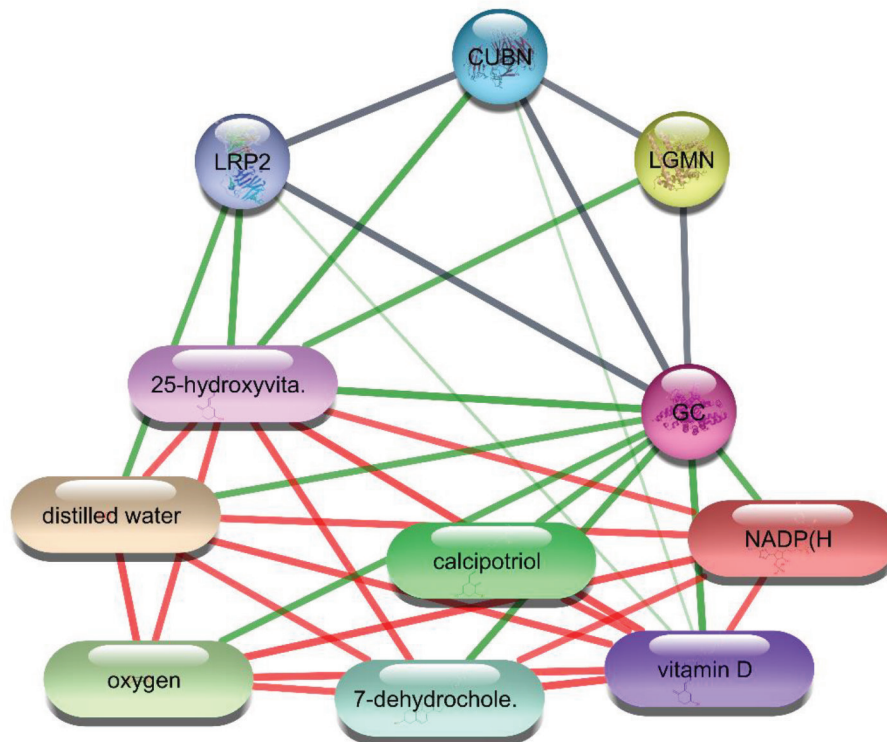 CUBN
LRP2
LGMN
25-hydroxyvita.
GC
distilled water
NADP(H
calcipotriol
oxygen
7-dehydrochole.
vitamin D